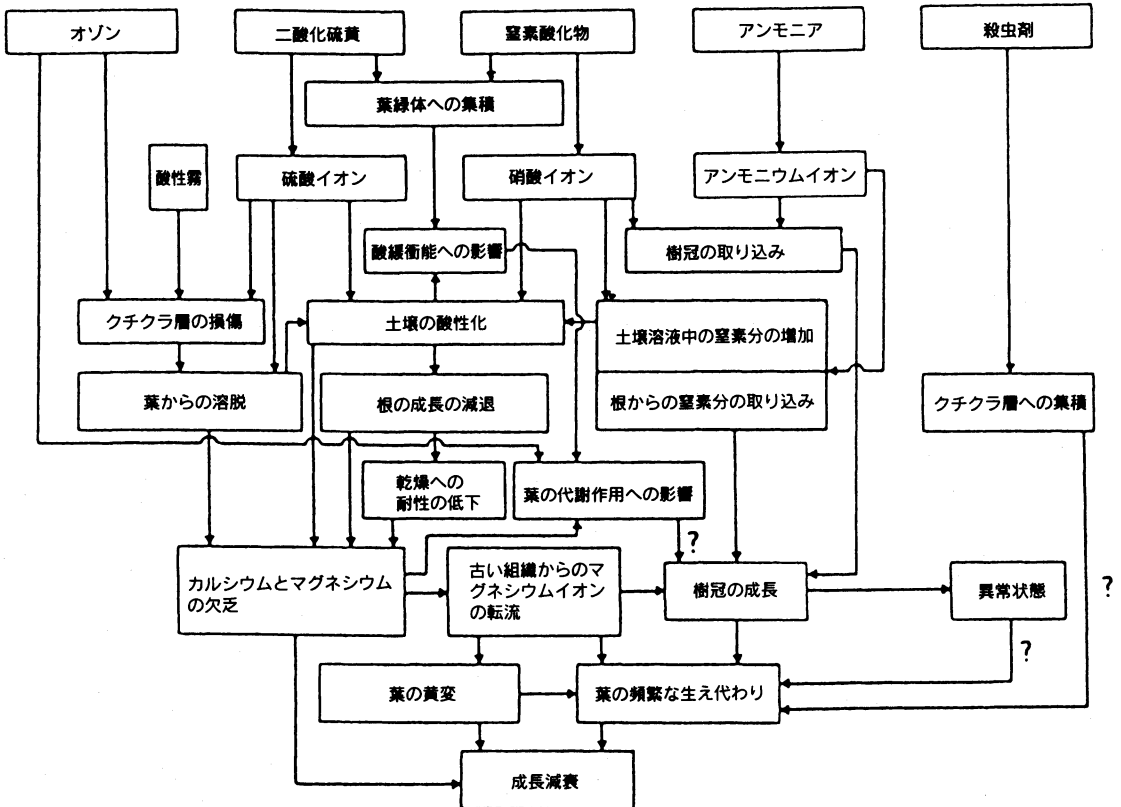 オゾン
二酸化硫黄
窒素酸化物
アンモニア
殺虫剤
葉緑体への集積
酸性霧
硫酸イオン
硝酸イオン
アンモニウムイオン
酸緩衝能への影響
樹冠の取り込み
クチクラ層の損傷
土壌の酸性化
土壌溶液中の窒素分の増加
葉からの溶脱
根の成長の減退
根からの窒素分の取り込み
クチクラ層への集積
乾燥への
耐性の低下
葉の代謝作用への影響
?
カルシウムとマグネシウム
の欠乏
古い組織からのマ
グネシウムイオン
の転流
樹冠の成長
異常状態
?
?
葉の黄変
葉の頻繁な生え代わり
成長減衰